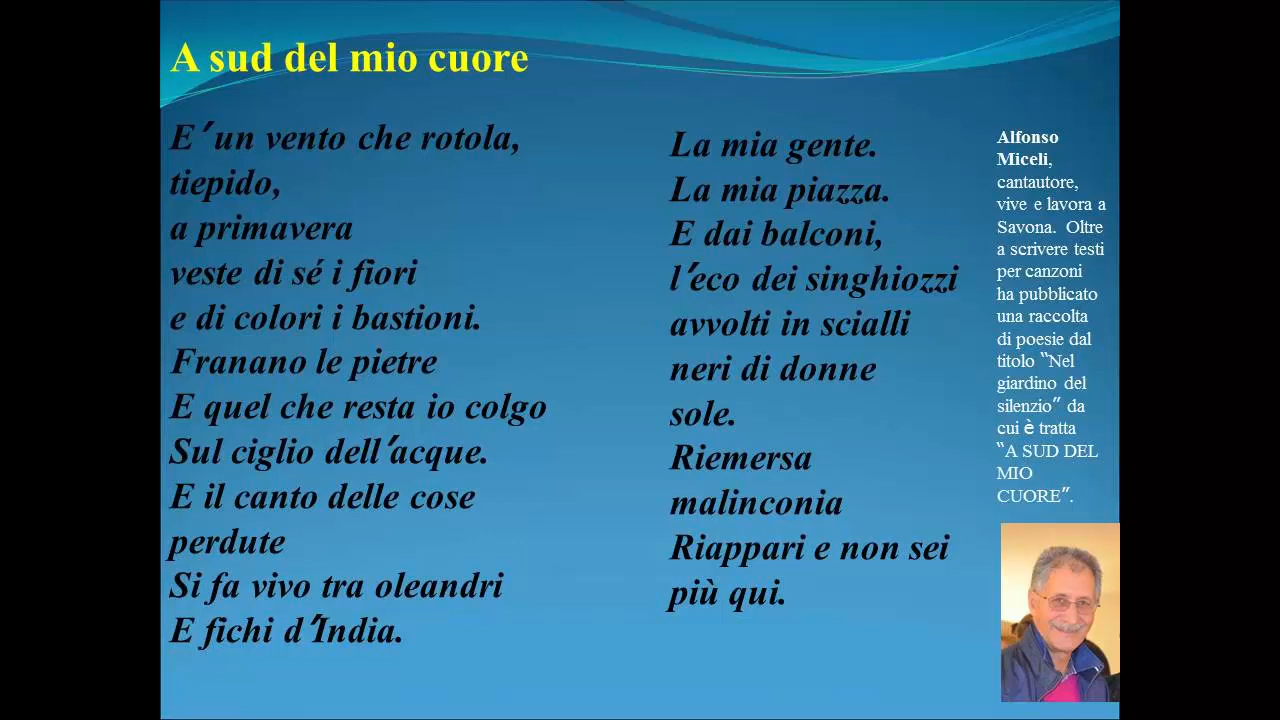 A sud del mio cuore
E’ un vento che rotola,
tiepido,
a primavera
veste di sé i fiori
e di colori i bastioni.
Franano le pietre
E quel che resta io colgo
Sul ciglio dell’acque.
E il canto delle cose
perdute
Si fa vivo tra oleandri
E fichi d’India.
La mia gente.
La mia piazza.
E dai balconi,
l’eco dei singhiozzi
avvolti in scialli
neri di donne
sole.
Riemersa
malinconia
Riappari e non sei
più qui.
Alfonso
Miceli,
cantautore,
vive e lavora a
Savona. Oltre
a scrivere testi
per canzoni
ha pubblicato
una raccolta
di poesie dal
titolo “Nel
giardino del
silenzio” da
cui è tratta
“A SUD DEL
MIO
CUORE”.